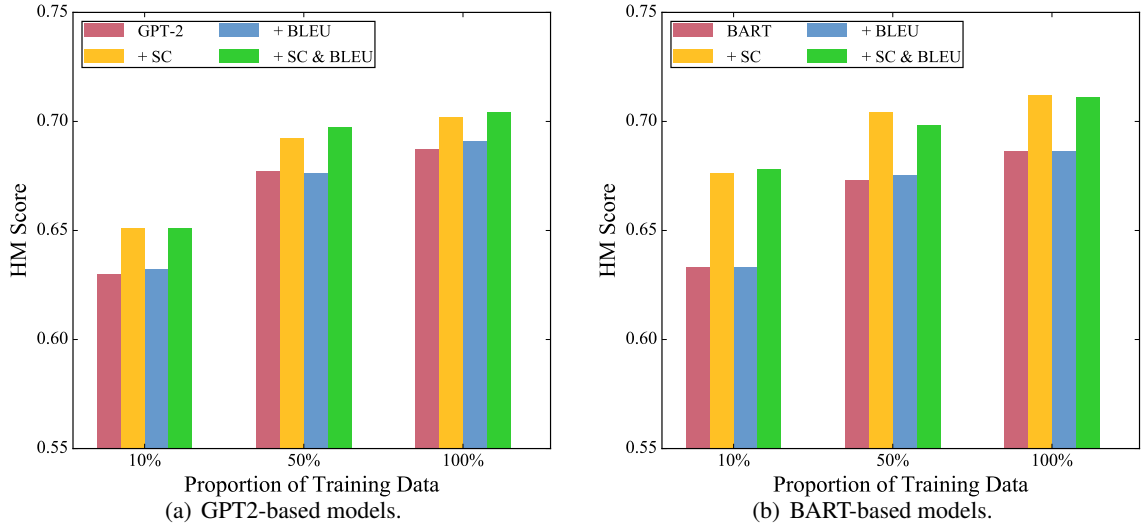 0.75
0.70
0.65
0.60
0.55
HM Score
GPT-2
+ SC
+ BLEU
+ SC & BLEU
10%
50%
100%
Proportion of Training Data
(a) GPT2-based models.
0.75
0.70
0.65
0.60
0.55
HM Score
BART
+ SC
+ BLEU
+ SC & BLEU
10%
50%
100%
Proportion of Training Data
(b) BART-based models.